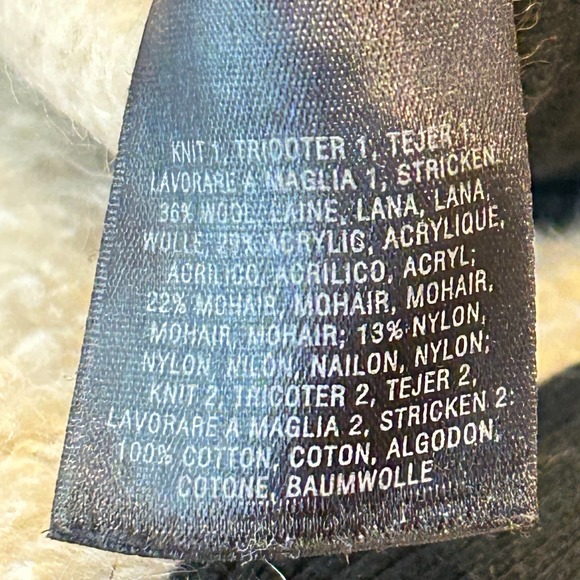 KNIT 1, TRICOTER 1, TEJER 1,
LAVORARE A MAGLIA 1, STRICKEN
36% WOOL, LAINE, LANA, LANA,
WOLLE; 29% ACRYLIC, ACRYLIQUE,
ACRILICO, ACRILICO, ACRYL;
22% MOHAIR, MOHAIR, MOHAIR,
MOHAIR, MOHAIR; 13% NYLON,
NYLON, NILON, NAILON, NYLON;
KNIT 2, TRICOTER 2, TEJER 2,
LAVORARE A MAGLIA 2, STRICKEN 2:
100% COTTON, COTON, ALGODON,
COTONE, BAUMWOLLE